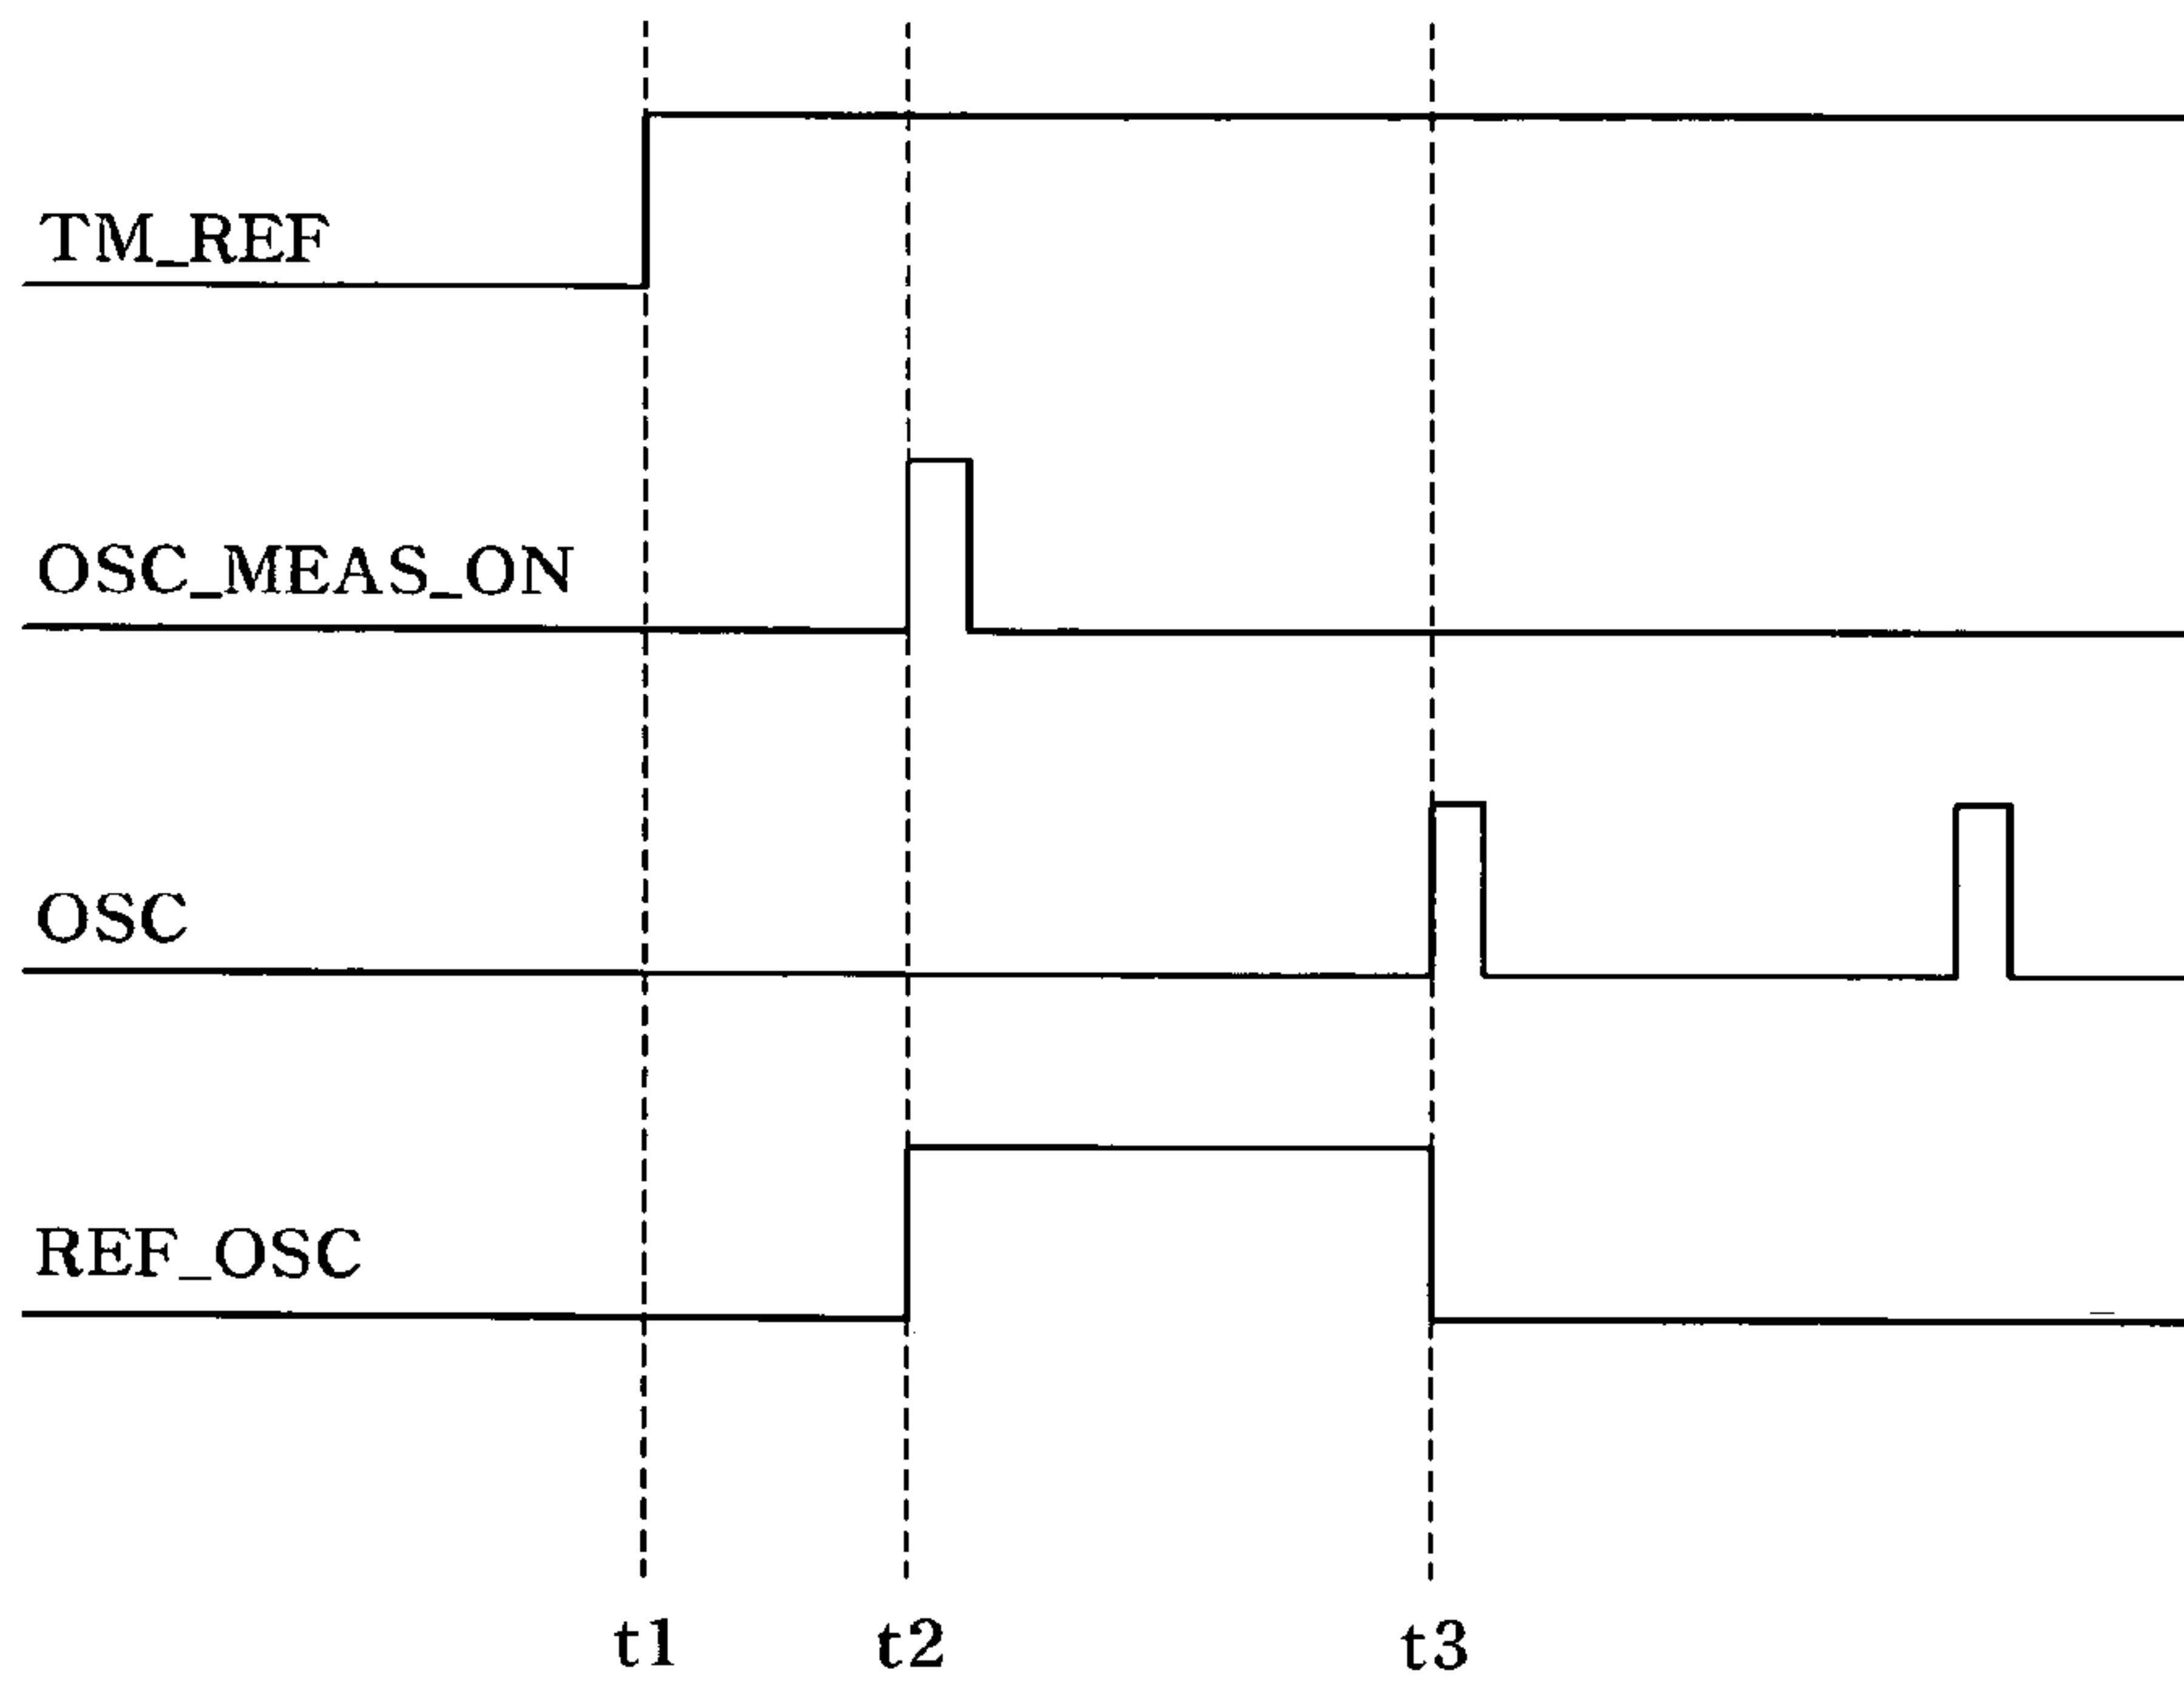 TM_REF
OSC_MEAS_ON
OSC
REF_OSC
t1 t2 t3